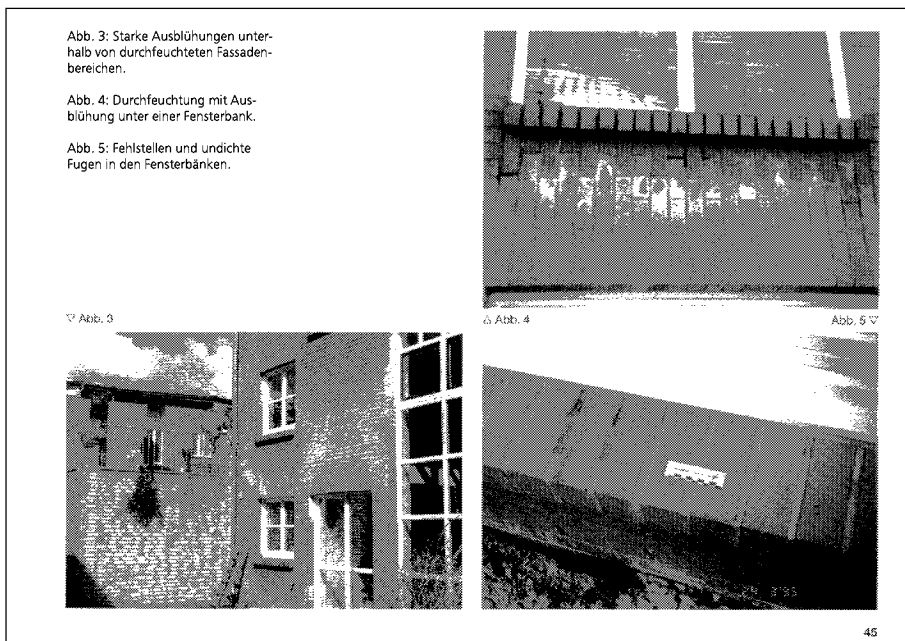 Abb. 3: Starke Ausblühungen unter-
halb von durchfeuchteten Fassaden-
bereichen.
Abb. 4: Durchfeuchtung mit Aus-
blühung unter einer Fensterbank.
Abb. 5: Fehlstellen und undichte
Fugen in den Fensterbänken.
▽ Abb. 3
△ Abb. 4
Abb. 5 ▽
45